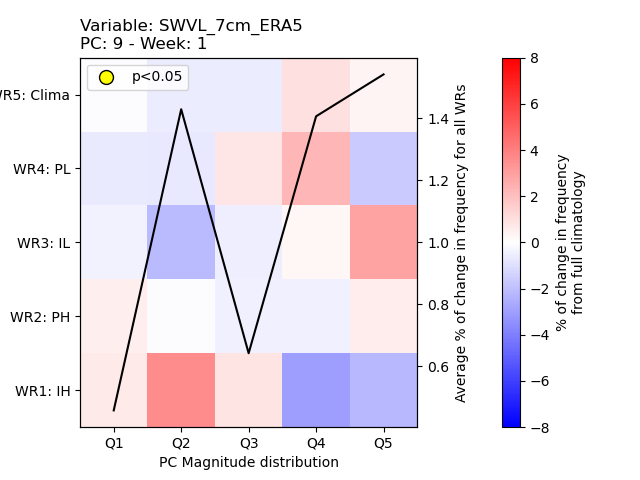 Variable: SWVL_7cm_ERA5
PC: 9 - Week: 1
p<0.05
WR5: Clima
WR4: PL
WR3: IL
WR2: PH
WR1: IH
Q1 Q2 Q3 Q4 Q5
PC Magnitude distribution
1.4
1.2
1.0
0.8
0.6
Average % of change in frequency for all WRs
8
6
4
2
0
−2
−4
−6
−8
% of change in frequency
from full climatology